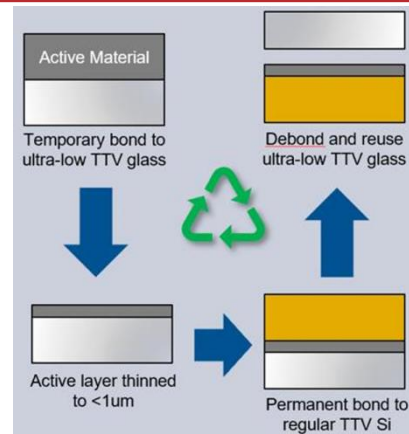 Active Material
Temporary bond to
ultra-low TTV glass
Debond and reuse
ultra-low TTV glass
Active layer thinned
to <1um
Permanent bond to
regular TTV Si